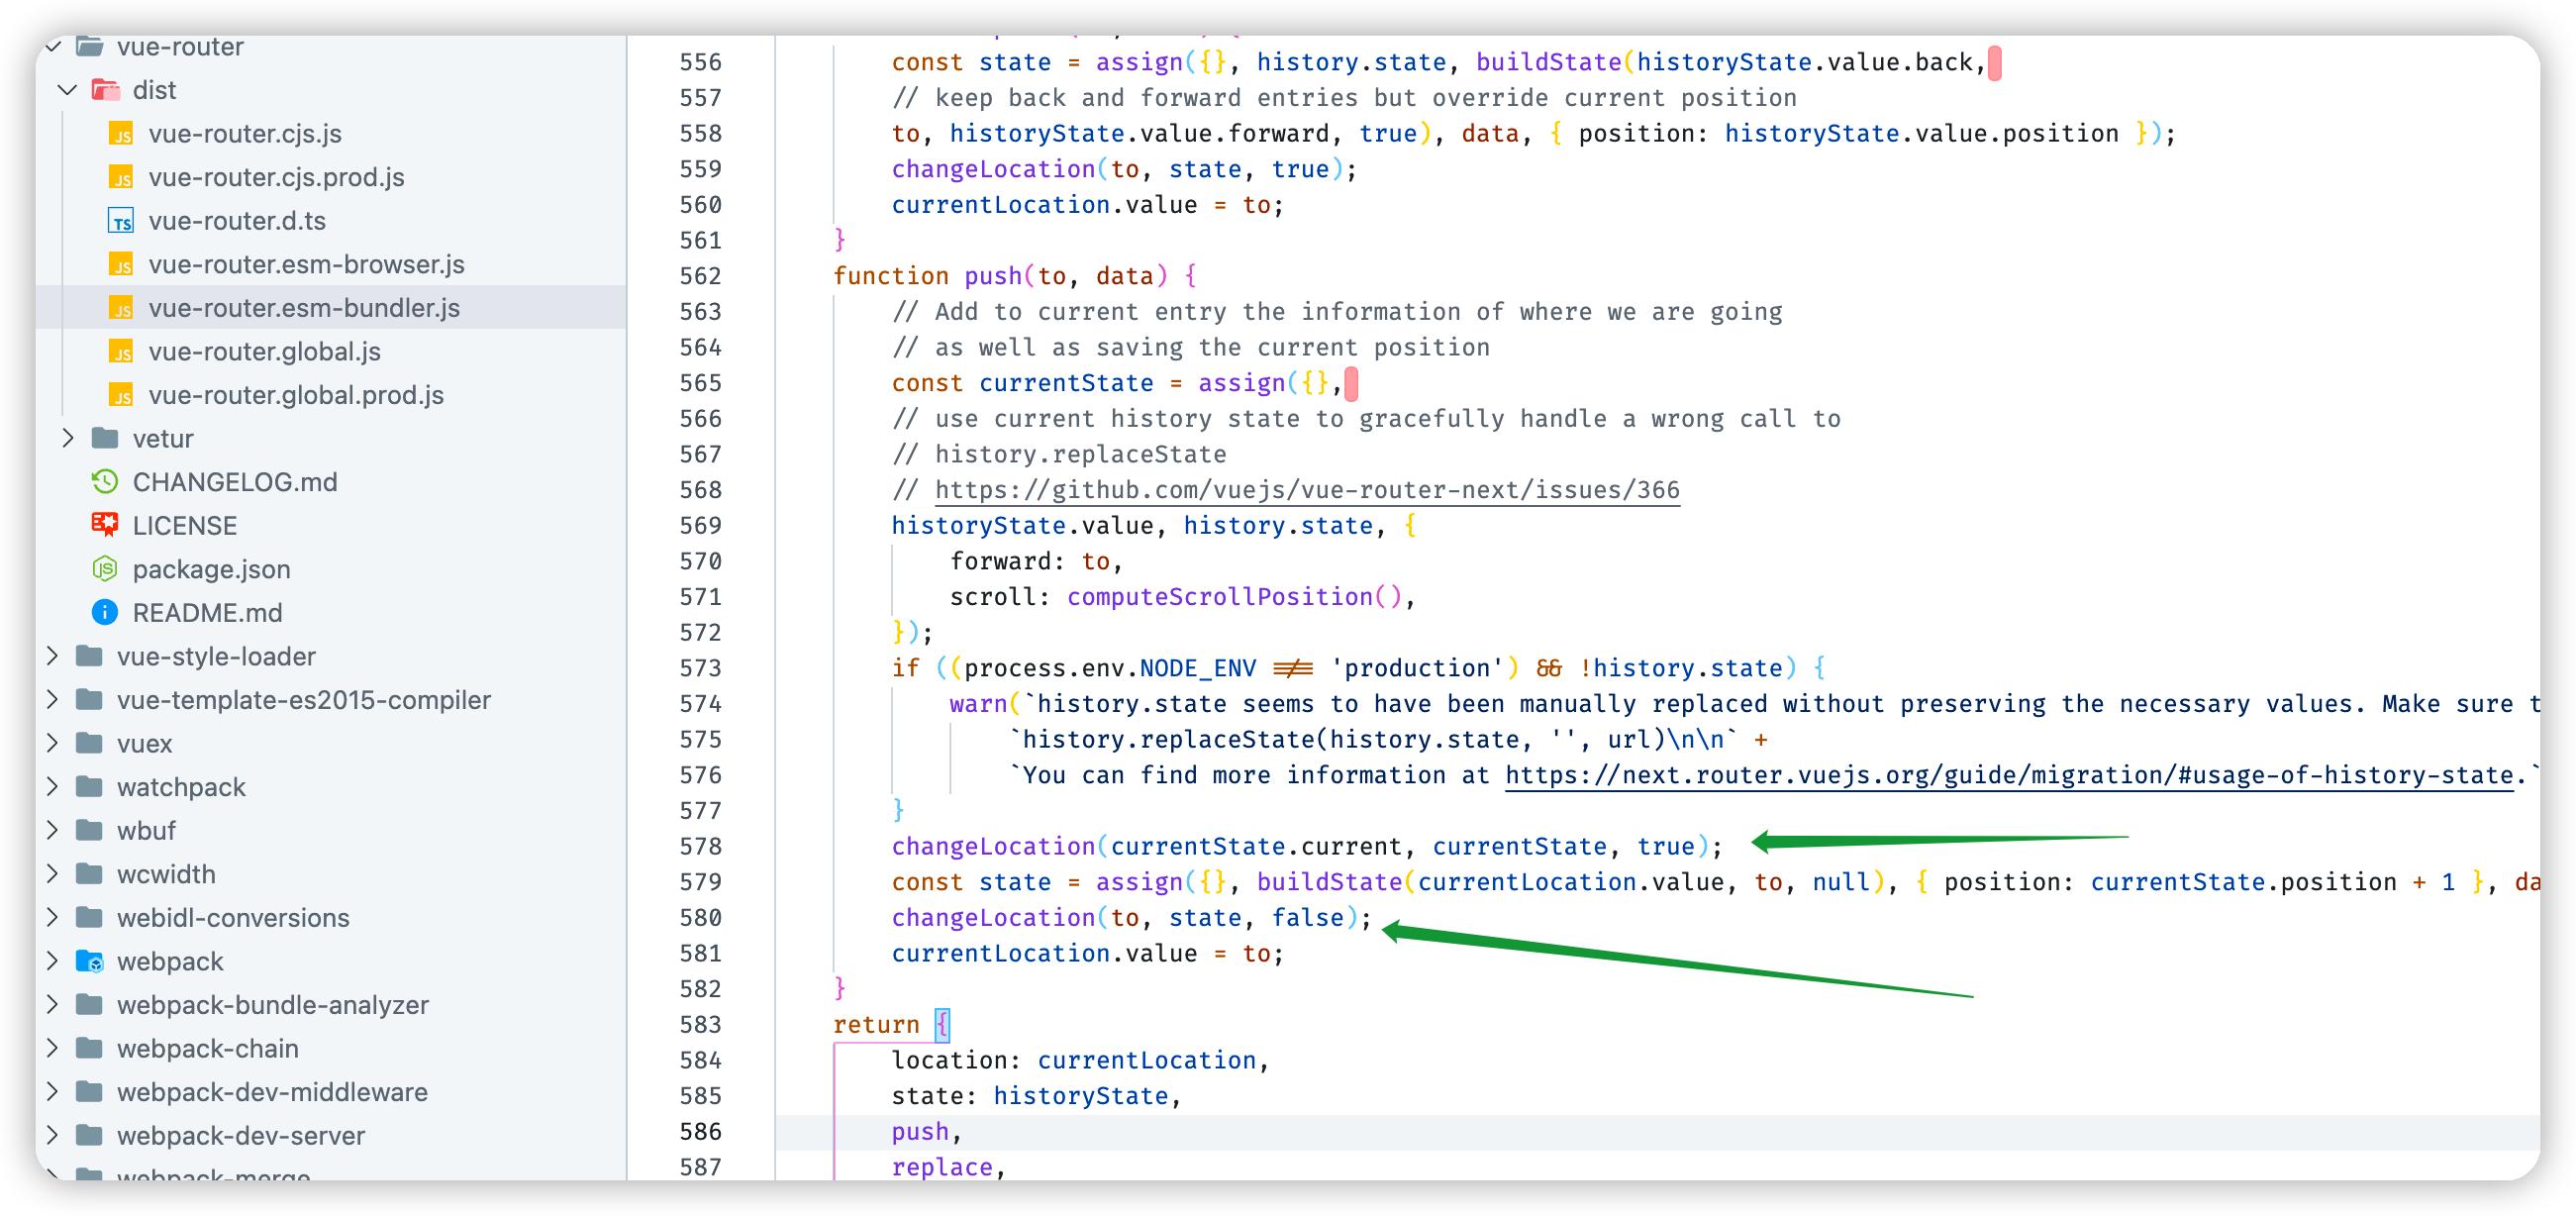 vue-router
dist
vue-router.cjs.js
vue-router.cjs.prod.js
vue-router.d.ts
vue-router.esm-browser.js
vue-router.esm-bundler.js
vue-router.global.js
vue-router.global.prod.js
vetur
CHANGELOG.md
LICENSE
package.json
README.md
vue-style-loader
vue-template-es2015-compiler
vuex
watchpack
wbuf
wcwidth
webidl-conversions
webpack
webpack-bundle-analyzer
webpack-chain
webpack-dev-middleware
webpack-dev-server
webpack-merge
556 const state = assign({}, history.state, buildState(historyState.value.back,
557 // keep back and forward entries but override current position
558 to, historyState.value.forward, true), data, { position: historyState.value.position });
559 changeLocation(to, state, true);
560 currentLocation.value = to;
561 }
562 function push(to, data) {
563 // Add to current entry the information of where we are going
564 // as well as saving the current position
565 const currentState = assign({},
566 // use current history state to gracefully handle a wrong call to
567 // history.replaceState
568 // https://github.com/vuejs/vue-router-next/issues/366
569 historyState.value, history.state, {
570 forward: to,
571 scroll: computeScrollPosition(),
572 });
573 if ((process.env.NODE_ENV !== 'production') && !history.state) {
574 warn(`history.state seems to have been manually replaced without preserving the necessary values. Make sure t
575 `history.replaceState(history.state, '', url)\n\n` +
576 `You can find more information at https://next.router.vuejs.org/guide/migration/#usage-of-history-state.`
577 }
578 changeLocation(currentState.current, currentState, true);
579 const state = assign({}, buildState(currentLocation.value, to, null), { position: currentState.position + 1 }, da
580 changeLocation(to, state, false);
581 currentLocation.value = to;
582 }
583 return {
584 location: currentLocation,
585 state: historyState,
586 push,
587 replace,